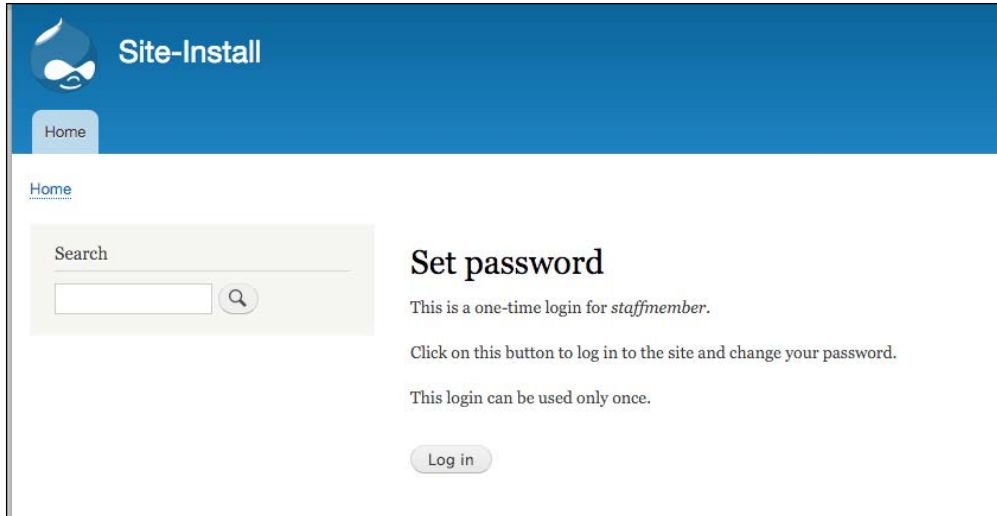 Site-Install
Home
Home
Search
Set password
This is a one-time login for staffmember.
Click on this button to log in to the site and change your password.
This login can be used only once.
Log in